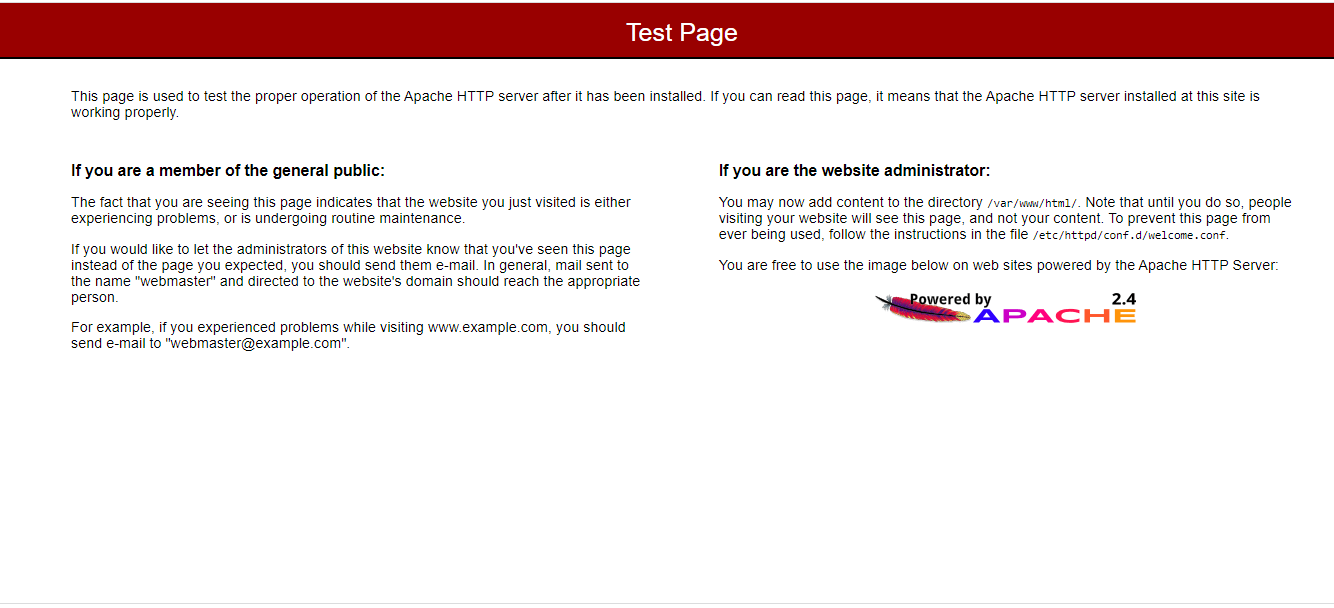 Test Page
This page is used to test the proper operation of the Apache HTTP server after it has been installed. If you can read this page, it means that the Apache HTTP server installed at this site is
working properly.
If you are a member of the general public:
The fact that you are seeing this page indicates that the website you just visited is either
experiencing problems, or is undergoing routine maintenance.
If you would like to let the administrators of this website know that you've seen this page
instead of the page you expected, you should send them e-mail. In general, mail sent to
the name "webmaster" and directed to the website's domain should reach the appropriate
person.
For example, if you experienced problems while visiting www.example.com, you should
send e-mail to "webmaster@example.com".
If you are the website administrator:
You may now add content to the directory /var/www/html/. Note that until you do so, people
visiting your website will see this page, and not your content. To prevent this page from
ever being used, follow the instructions in the file /etc/httpd/conf.d/welcome.conf.
You are free to use the image below on web sites powered by the Apache HTTP Server:
Powered by 2.4
APACHE